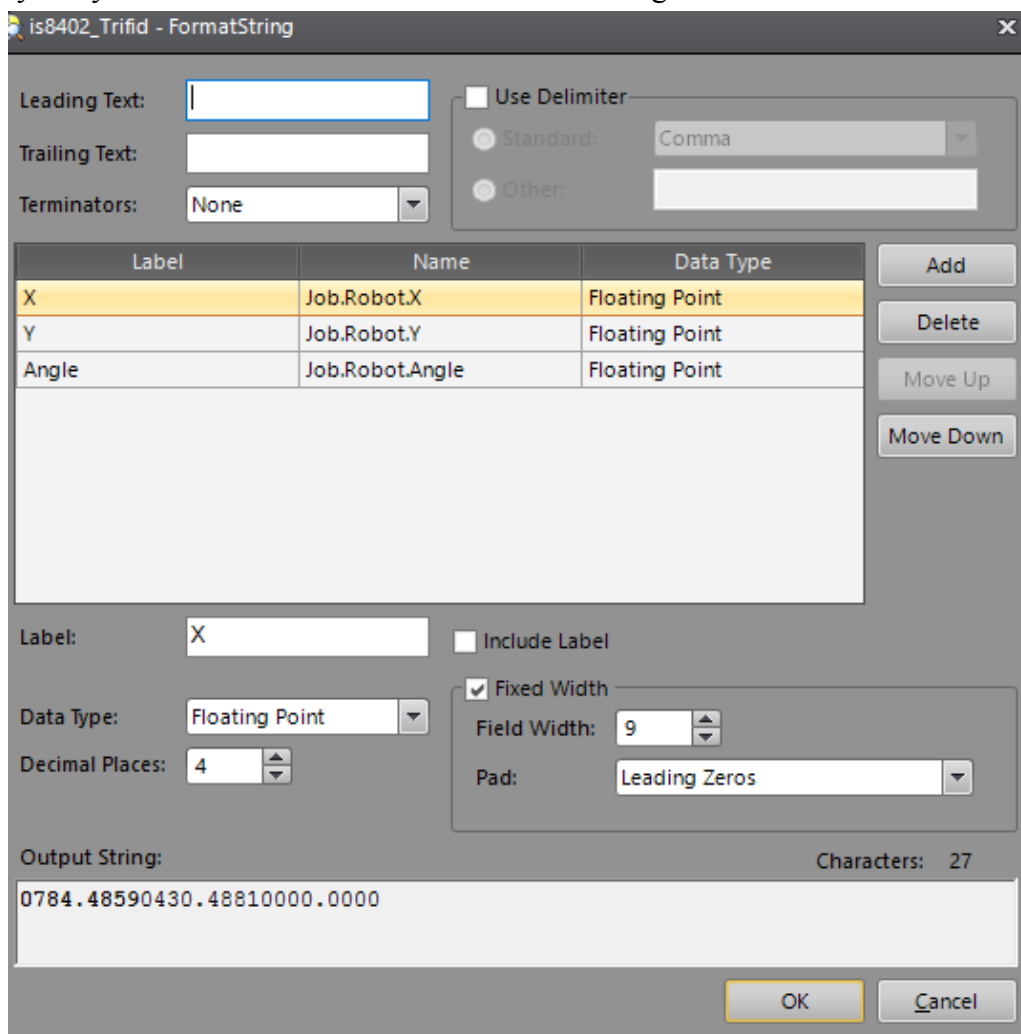 is8402_Trifid - FormatString x
Leading Text:
Use Delimiter
Standard: Comma
Trailing Text:
Other:
Terminators: None
Label Name Data Type
X Job.Robot.X Floating Point
Y Job.Robot.Y Floating Point
Angle Job.Robot.Angle Floating Point
Add
Delete
Move Up
Move Down
Label: X
Include Label
Fixed Width
Data Type: Floating Point
Field Width: 9
Decimal Places: 4
Pad: Leading Zeros
Output String:
Characters: 27
0784.48590430.48810000.0000
OK Cancel